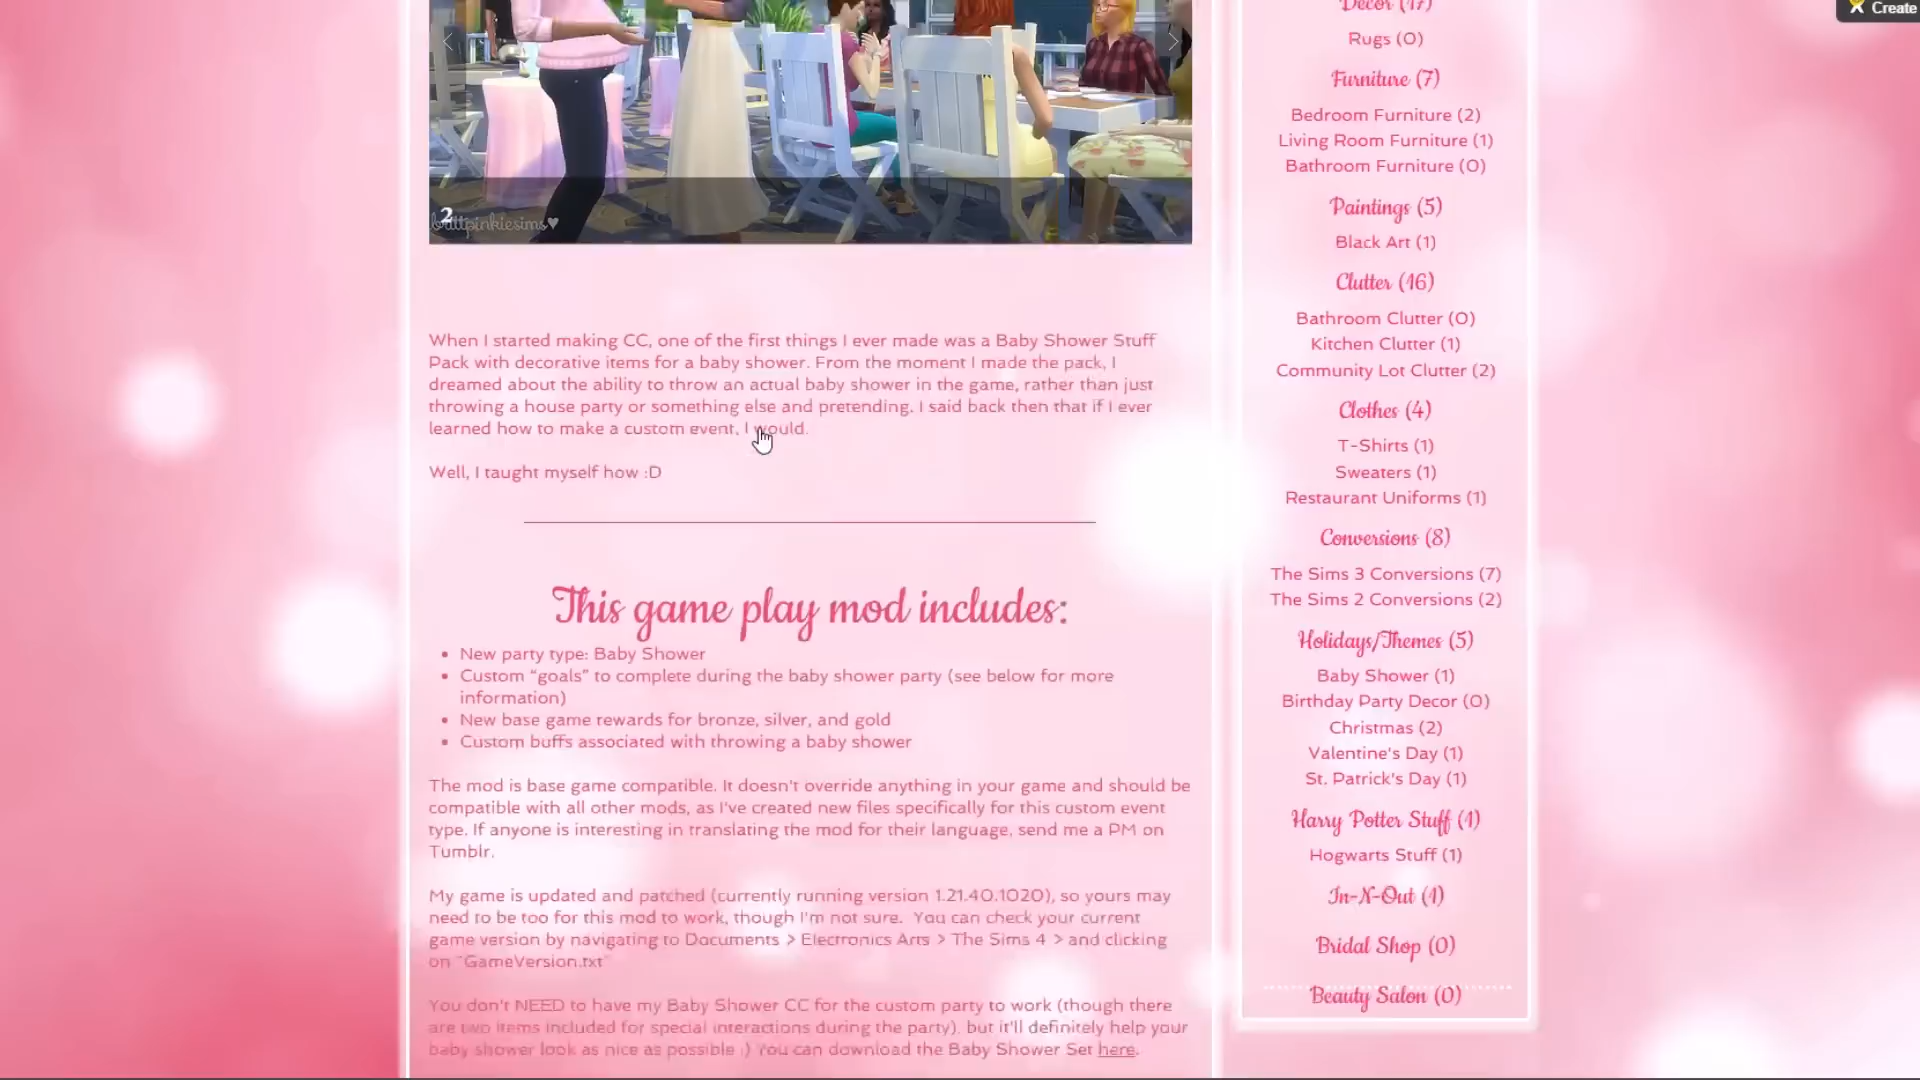 Create
2
brittpinkiesims♥
When I started making CC, one of the first things I ever made was a Baby Shower Stuff
Pack with decorative items for a baby shower. From the moment I made the pack, I
dreamed about the ability to throw an actual baby shower in the game, rather than just
throwing a house party or something else and pretending. I said back then that if I ever
learned how to make a custom event, I would.
Well, I taught myself how :D
This game play mod includes:
• New party type: Baby Shower
• Custom “goals” to complete during the baby shower party (see below for more
information)
• New base game rewards for bronze, silver, and gold
• Custom buffs associated with throwing a baby shower
The mod is base game compatible. It doesn't override anything in your game and should be
compatible with all other mods, as I've created new files specifically for this custom event
type. If anyone is interesting in translating the mod for their language, send me a PM on
Tumblr.
My game is updated and patched (currently running version 1.21.40.1020), so yours may
need to be too for this mod to work, though I'm not sure. You can check your current
game version by navigating to Documents > Electronics Arts > The Sims 4 > and clicking
on "GameVersion.txt"
You don't NEED to have my Baby Shower CC for the custom party to work (though there
are two items included for special interactions during the party), but it'll definitely help your
baby shower look as nice as possible :) You can download the Baby Shower Set here.
Decor (17)
Rugs (0)
Furniture (7)
Bedroom Furniture (2)
Living Room Furniture (1)
Bathroom Furniture (0)
Paintings (5)
Black Art (1)
Clutter (16)
Bathroom Clutter (0)
Kitchen Clutter (1)
Community Lot Clutter (2)
Clothes (4)
T-Shirts (1)
Sweaters (1)
Restaurant Uniforms (1)
Conversions (8)
The Sims 3 Conversions (7)
The Sims 2 Conversions (2)
Holidays/Themes (5)
Baby Shower (1)
Birthday Party Decor (0)
Christmas (2)
Valentine's Day (1)
St. Patrick's Day (1)
Harry Potter Stuff (1)
Hogwarts Stuff (1)
In-N-Out (1)
Bridal Shop (0)
Beauty Salon (0)